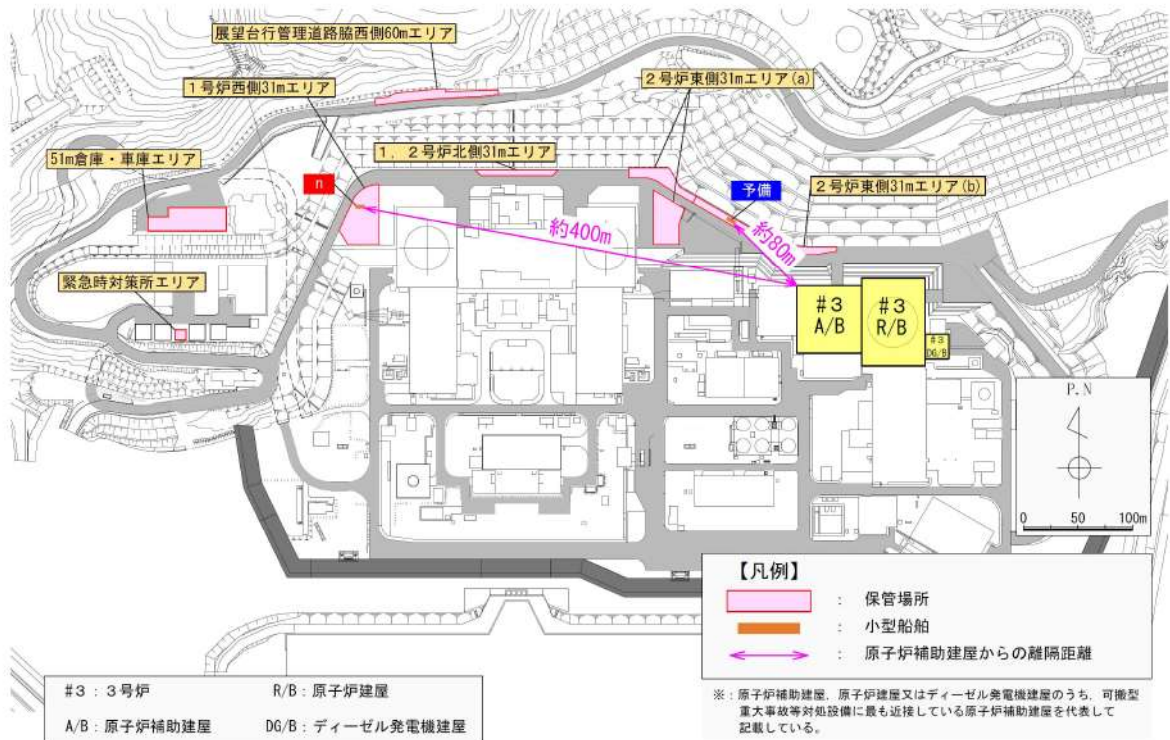 展望台行管理道路脇西側60mエリア
1号炉西側31mエリア
2号炉東側31mエリア(a)
51m倉庫・車庫エリア
1,2号炉北側31mエリア
n
予備
2号炉東側31mエリア(b)
約400m
約80m
緊急時対策所エリア
#3
A/B
#3
R/B
#3
DG/B
P.N
0 50 100m
【凡例】
: 保管場所
: 小型船舶
: 原子炉補助建屋からの離隔距離
#3:3号炉 R/B:原子炉建屋
A/B:原子炉補助建屋 DG/B:ディーゼル発電機建屋
※:原子炉補助建屋,原子炉建屋又はディーゼル発電機建屋のうち,可搬型
重大事故等対処設備に最も近接している原子炉補助建屋を代表して
記載している。